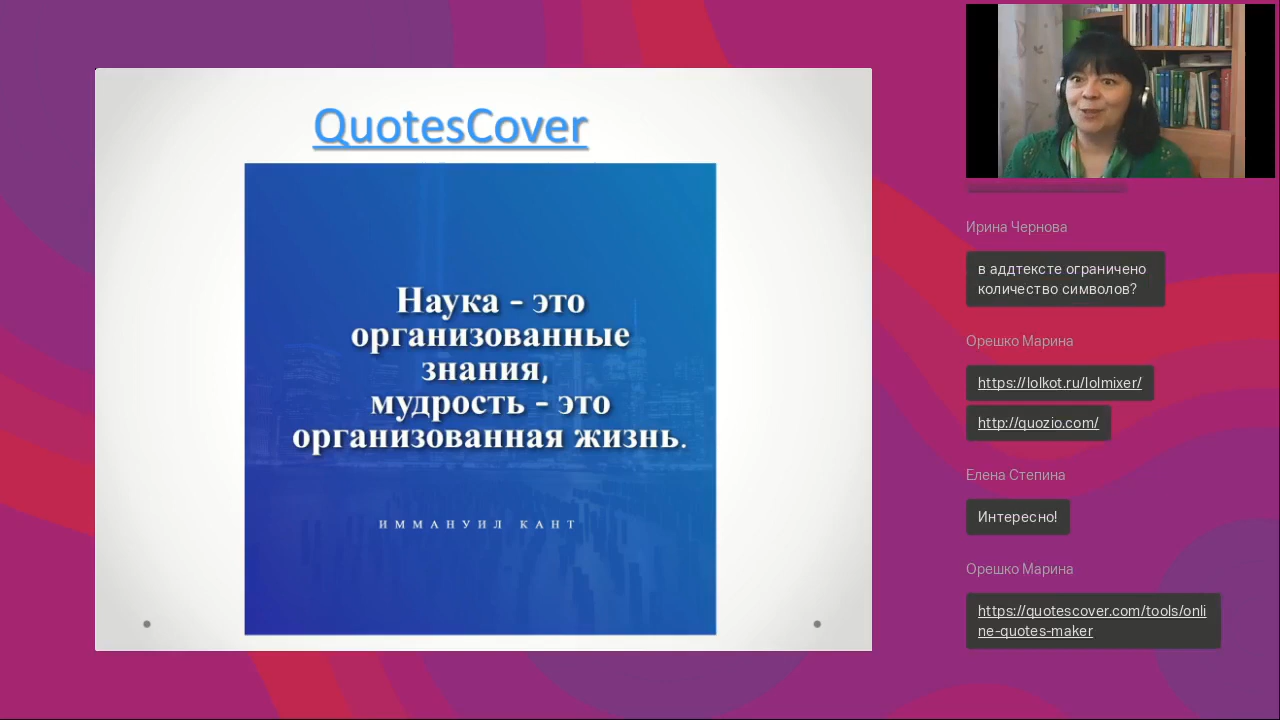 QuotesCover
Наука - это
организованные
знания,
мудрость - это
организованная жизнь.
ИММАНУИЛ КАНТ
Ирина Чернова
в аддтексте ограничено
количество символов?
Орешко Марина
https://lolkot.ru/lolmixer/
http://quozio.com/
Елена Степина
Интересно!
Орешко Марина
https://quotescover.com/tools/onli
ne-quotes-maker